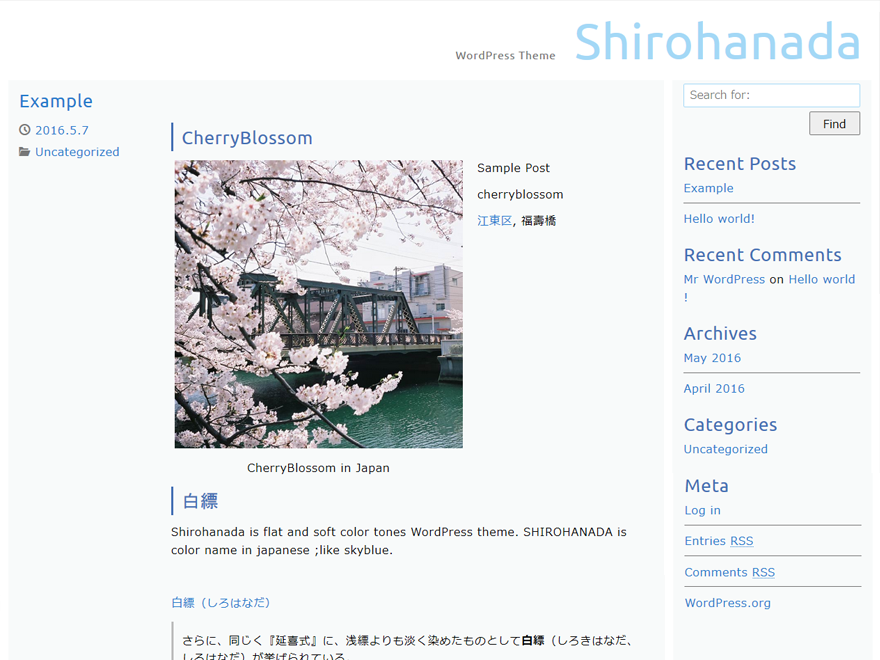 WordPress Theme
Shirohanada
Example
2016.5.7
Uncategorized
CherryBlossom
Sample Post
cherryblossom
江東区, 福壽橋
CherryBlossom in Japan
白縹
Shirohanada is flat and soft color tones WordPress theme. SHIROHANADA is
color name in japanese ;like skyblue.
白縹（しろはなだ）
さらに、同じく『延喜式』に、浅縹よりも淡く染めたものとして白縹（しろきはなだ、
しろはなだ）が挙げられている
Search for:
Find
Recent Posts
Example
Hello world!
Recent Comments
Mr WordPress on Hello world
!
Archives
May 2016
April 2016
Categories
Uncategorized
Meta
Log in
Entries RSS
Comments RSS
WordPress.org